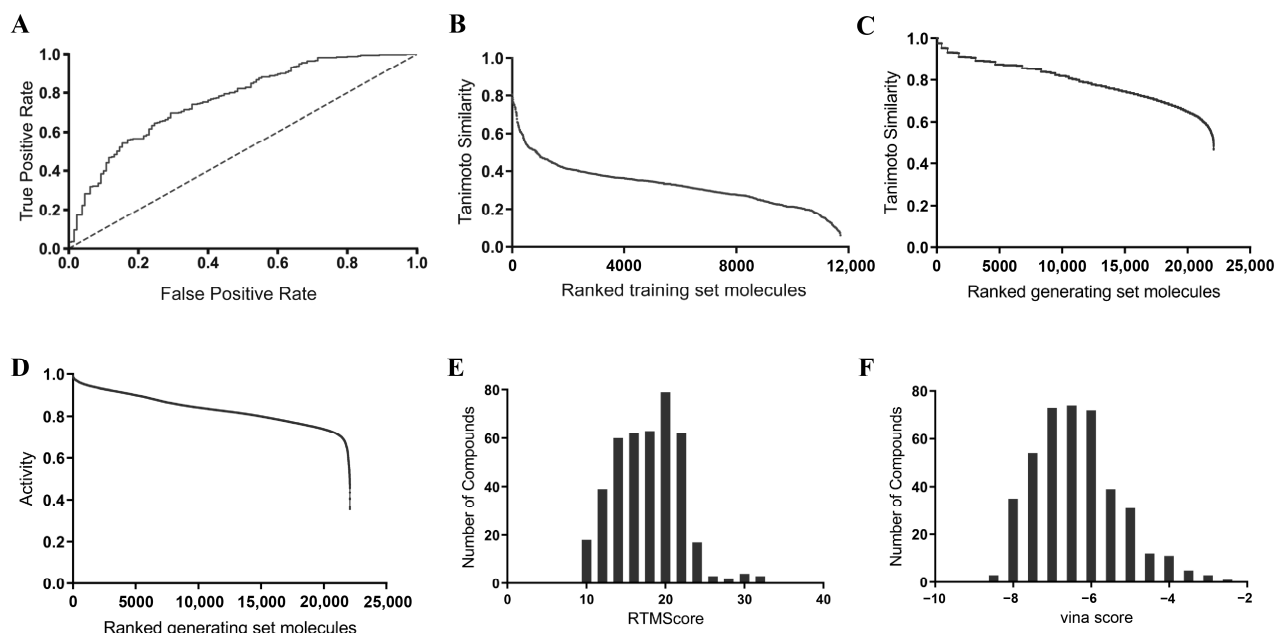 A
True Positive Rate
1.0
0.8
0.6
0.4
0.2
0.0
0.0 0.2 0.4 0.6 0.8 1.0
False Positive Rate
B
Tanimoto Similarity
1.0
0.8
0.6
0.4
0.2
0.0
0 4000 8000 12,000
Ranked training set molecules
C
Tanimoto Similarity
1.0
0.8
0.6
0.4
0.2
0.0
0 5000 10,000 15,000 20,000 25,000
Ranked generating set molecules
D
Activity
1.0
0.8
0.6
0.4
0.2
0.0
0 5000 10,000 15,000 20,000 25,000
Ranked generating set molecules
E
Number of Compounds
80
60
40
20
0
0 10 20 30 40
RTMScore
F
Number of Compounds
80
60
40
20
0
−10 −8 −6 −4 −2
vina score